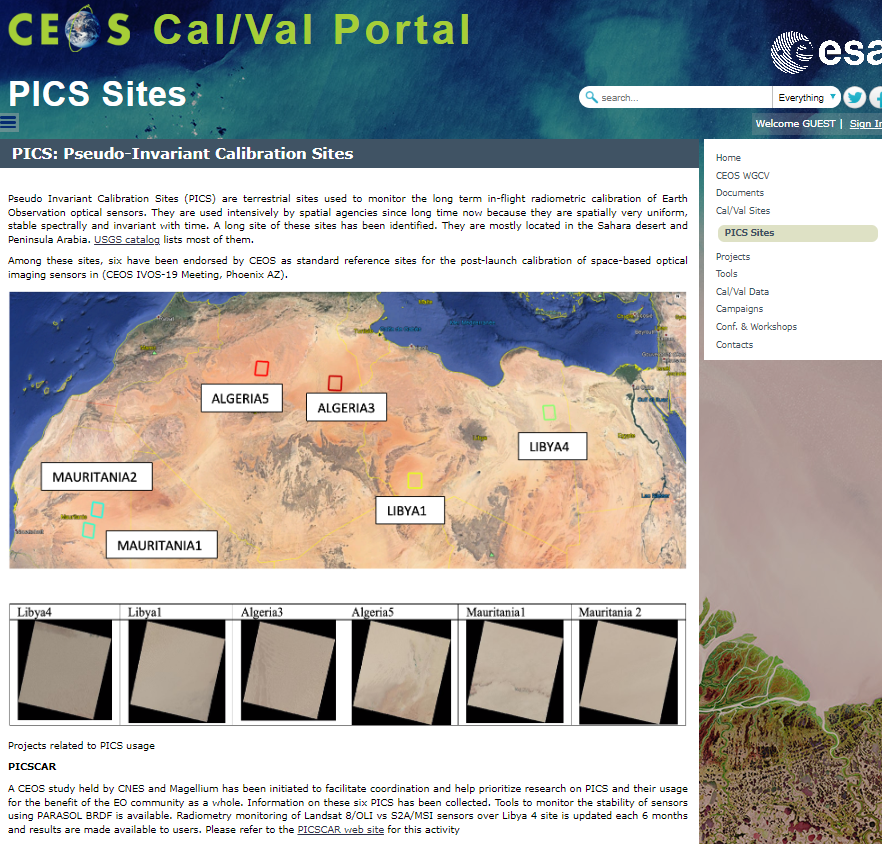 CEOS Cal/Val Portal
esa
PICS Sites
search...
Everything
Welcome GUEST |
PICS: Pseudo-Invariant Calibration Sites
Pseudo Invariant Calibration Sites (PICS) are terrestrial sites used to monitor the long term in-flight radiometric calibration of Earth
Observation optical sensors. They are used intensively by spatial agencies since long time now because they are spatially very uniform,
stable spectrally and invariant with time. A long site of these sites has been identified. They are mostly located in the Sahara desert and
Peninsula Arabia. USGS catalog lists most of them.
Among these sites, six have been endorsed by CEOS as standard reference sites for the post-launch calibration of space-based optical
imaging sensors in (CEOS IVOS-19 Meeting, Phoenix AZ).
ALGERIA5
ALGERIA3
LIBYA4
MAURITANIA2
LIBYA1
MAURITANIA1
Libya4 Libya1 Algeria3 Algeria5 Mauritania1 Mauritania 2
Projects related to PICS usage
PICSCAR
A CEOS study held by CNES and Magellium has been initiated to facilitate coordination and help prioritize research on PICS and their usage
for the benefit of the EO community as a whole. Information on these six PICS has been collected. Tools to monitor the stability of sensors
using PARASOL BRDF is available. Radiometry monitoring of Landsat 8/OLI vs S2A/MSI sensors over Libya 4 site is updated each 6 months
and results are made available to users. Please refer to the PICSCAR web site for this activity
Home
CEOS WGCV
Documents
Cal/Val Sites
PICS Sites
Projects
Tools
Cal/Val Data
Campaigns
Conf. & Workshops
Contacts